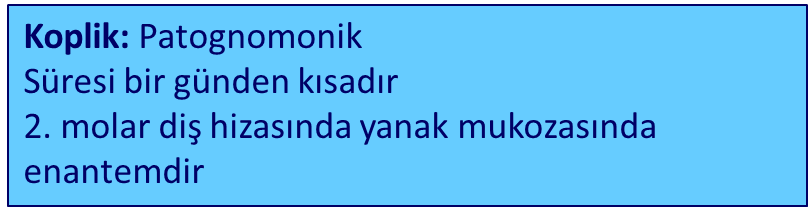 Koplik: Patognomonik
Süresi bir günden kısadır
2. molar diş hizasında yanak mukozasında
enantemdir